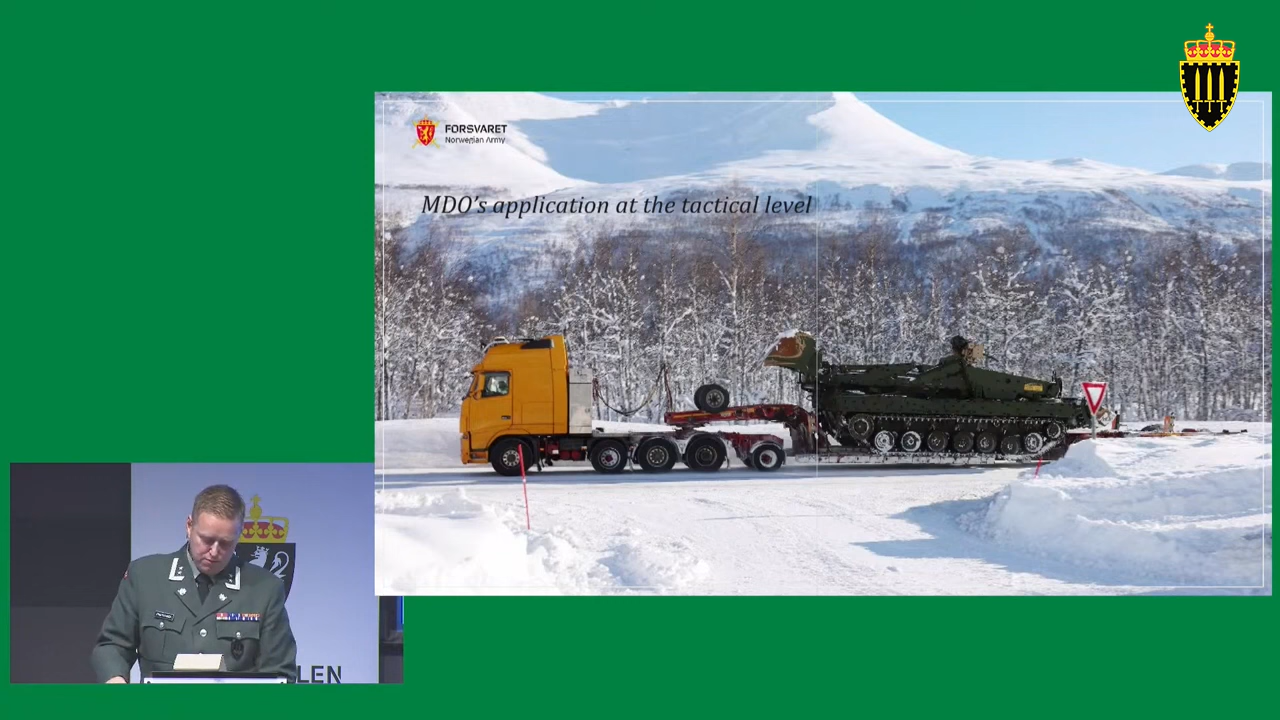 FORSVARET
Norwegian Army
MDO's application at the tactical level
LEN